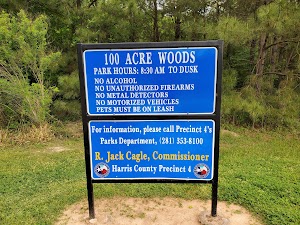 100 ACRE WOODS
PARK HOURS: 8:30 AM TO DUSK
NO ALCOHOL
NO UNAUTHORIZED FIREARMS
NO METAL DETECTORS
NO MOTORIZED VEHICLES
PETS MUST BE ON LEASH
For information, please call Precinct 4's
Parks Department, (281) 353-8100
R. Jack Cagle, Commissioner
Harris County Precinct 4